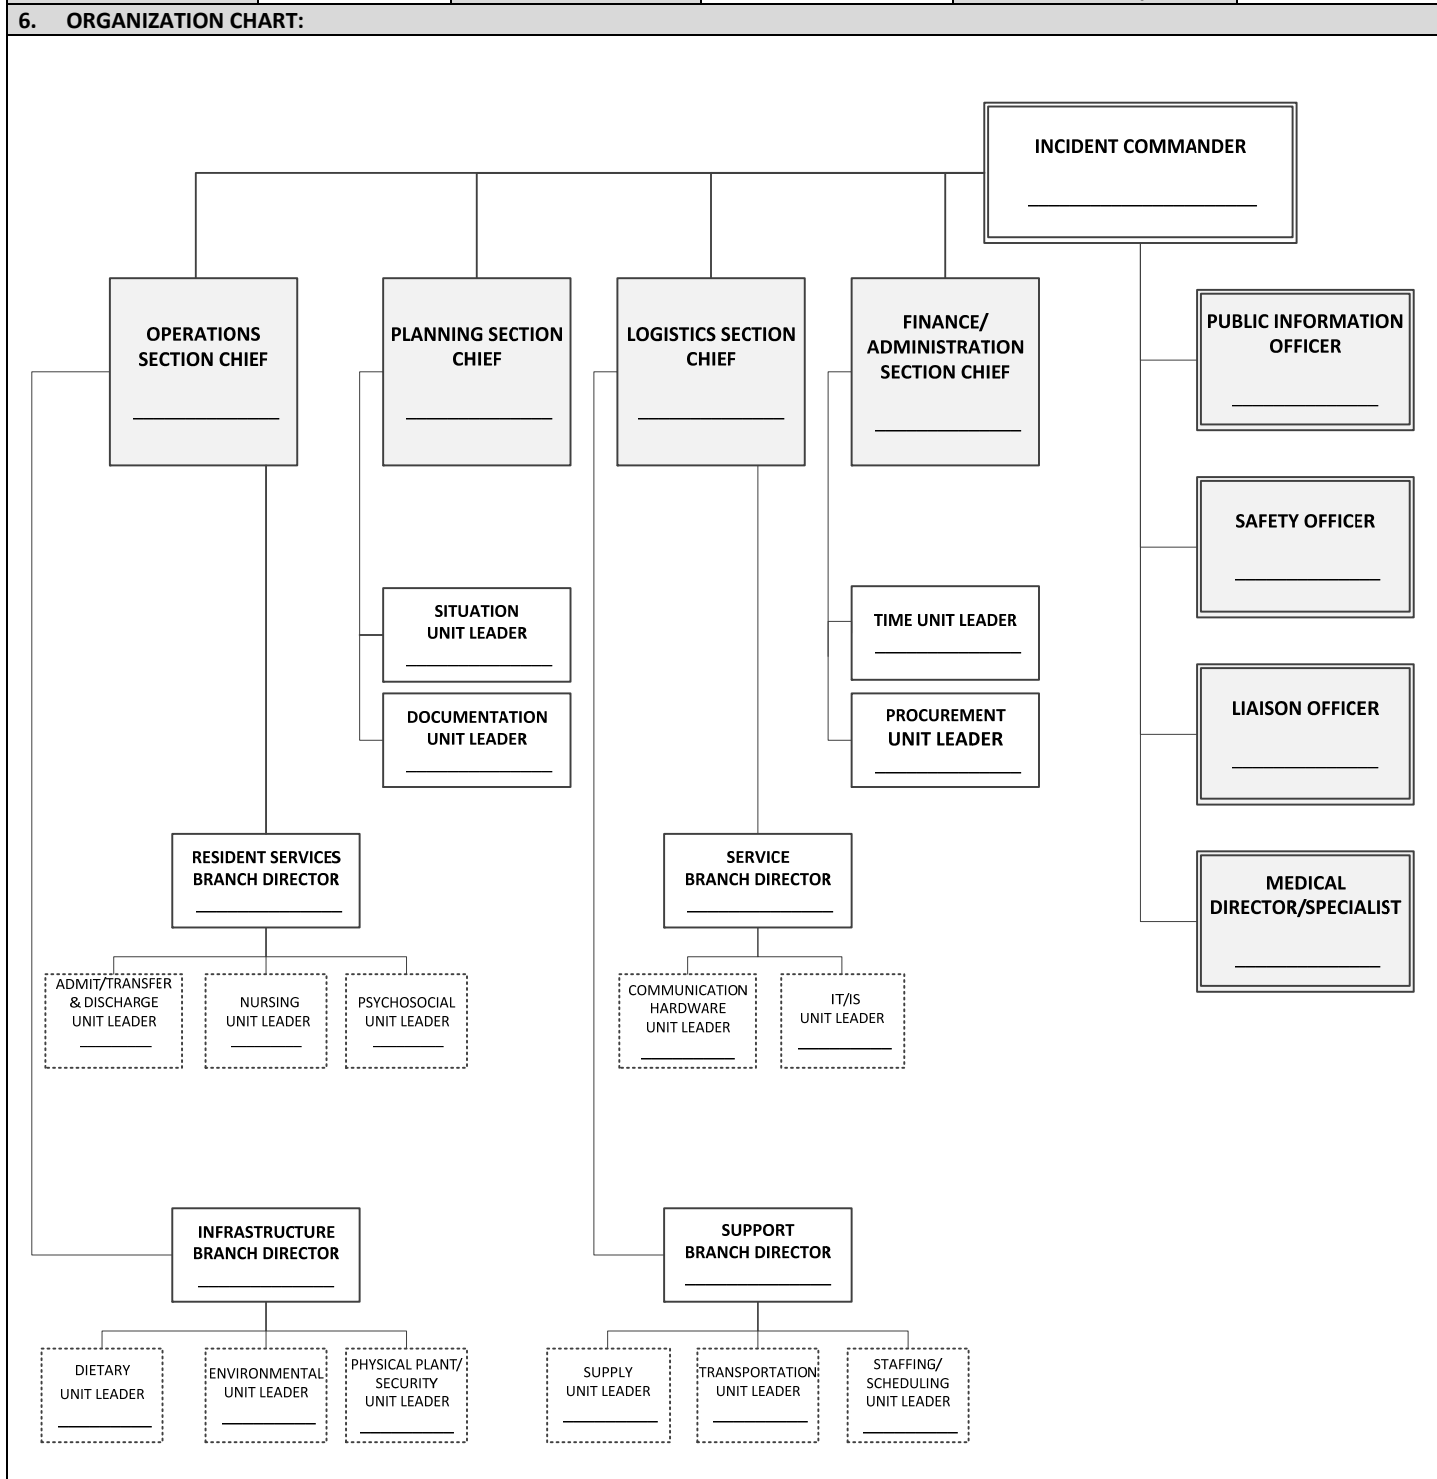 6. ORGANIZATION CHART:
INCIDENT COMMANDER
OPERATIONS
SECTION CHIEF
PLANNING SECTION
CHIEF
LOGISTICS SECTION
CHIEF
FINANCE/
ADMINISTRATION
SECTION CHIEF
PUBLIC INFORMATION
OFFICER
SAFETY OFFICER
SITUATION
UNIT LEADER
TIME UNIT LEADER
DOCUMENTATION
UNIT LEADER
PROCUREMENT
UNIT LEADER
LIAISON OFFICER
RESIDENT SERVICES
BRANCH DIRECTOR
SERVICE
BRANCH DIRECTOR
MEDICAL
DIRECTOR/SPECIALIST
ADMIT/TRANSFER
& DISCHARGE
UNIT LEADER
NURSING
UNIT LEADER
PSYCHOSOCIAL
UNIT LEADER
COMMUNICATION
HARDWARE
UNIT LEADER
IT/IS
UNIT LEADER
INFRASTRUCTURE
BRANCH DIRECTOR
SUPPORT
BRANCH DIRECTOR
DIETARY
UNIT LEADER
ENVIRONMENTAL
UNIT LEADER
PHYSICAL PLANT/
SECURITY
UNIT LEADER
SUPPLY
UNIT LEADER
TRANSPORTATION
UNIT LEADER
STAFFING/
SCHEDULING
UNIT LEADER